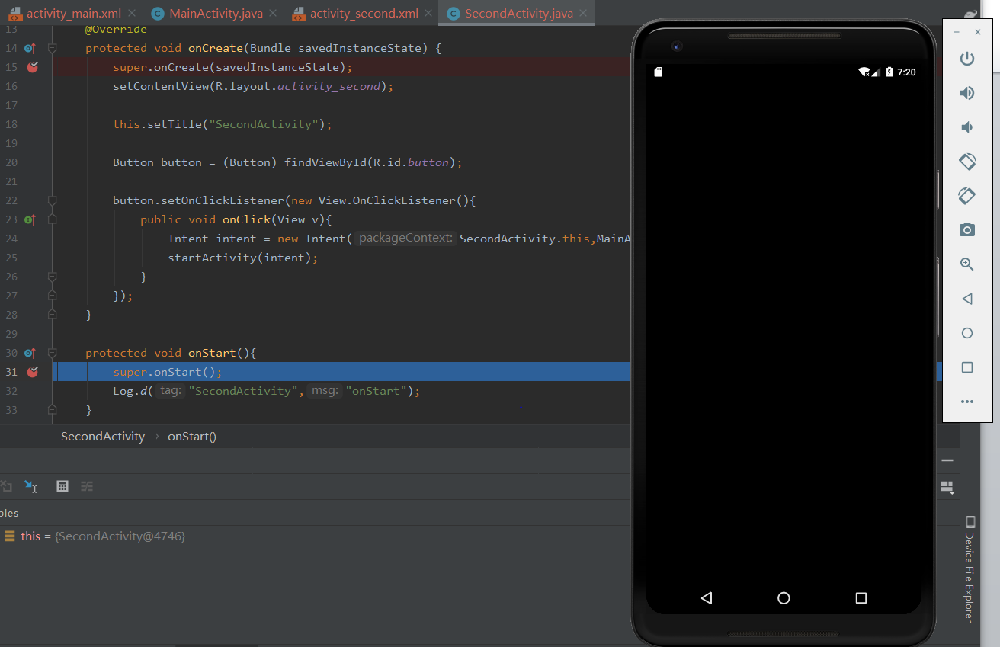 activity_main.xml MainActivity.java activity_second.xml SecondActivity.java
13 @Override
14 protected void onCreate(Bundle savedInstanceState) {
15 super.onCreate(savedInstanceState);
16 setContentView(R.layout.activity_second);
17
18 this.setTitle("SecondActivity");
19
20 Button button = (Button) findViewById(R.id.button);
21
22 button.setOnClickListener(new View.OnClickListener(){
23 public void onClick(View v){
24 Intent intent = new Intent( packageContext: SecondActivity.this,MainA
25 startActivity(intent);
26 }
27 });
28 }
29
30 protected void onStart(){
31 super.onStart();
32 Log.d( tag: "SecondActivity", msg: "onStart");
33 }
SecondActivity › onStart()
bles
this = {SecondActivity@4746}
7:20
Device File Explorer